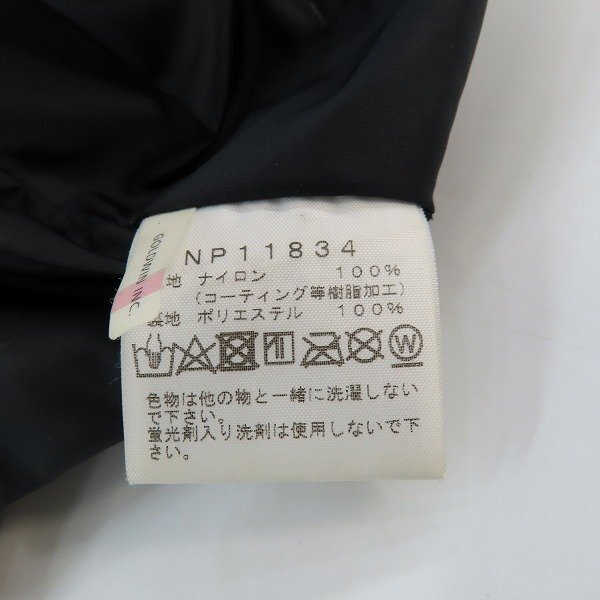 GOLDWIN INC.
NP11834
地 ナイロン 100%
(コーティング等樹脂加工)
裏地 ポリエステル 100%
W
色物は他の物と一緒に洗濯しない
で下さい。
蛍光剤入り洗剤は使用しないで下
さい。